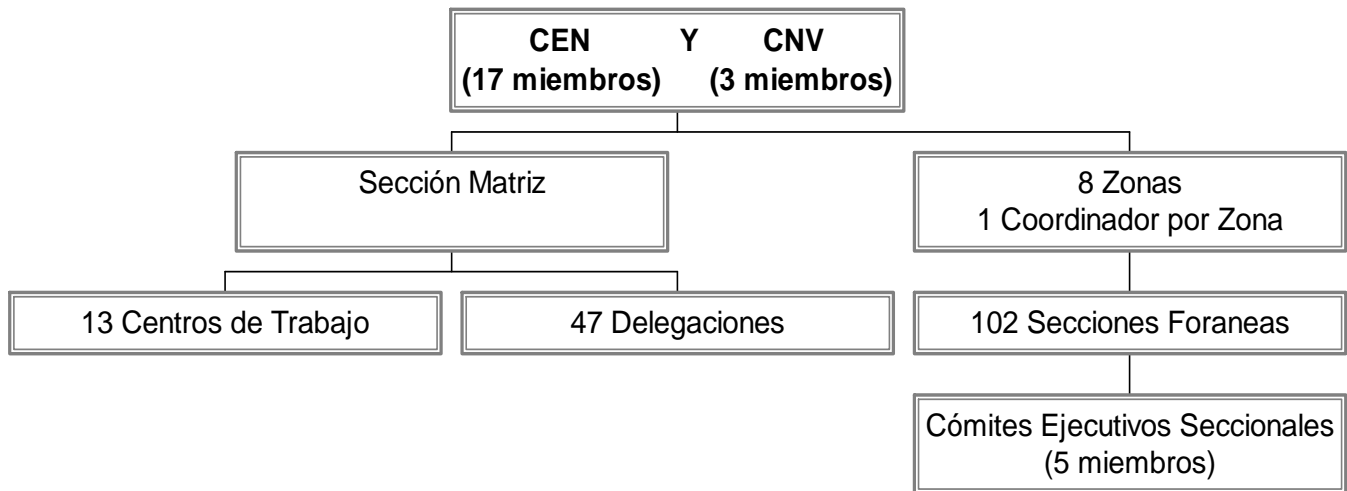 CEN Y CNV
(17 miembros) (3 miembros)
Sección Matriz
8 Zonas
1 Coordinador por Zona
13 Centros de Trabajo
47 Delegaciones
102 Secciones Foraneas
Cómites Ejecutivos Seccionales
(5 miembros)